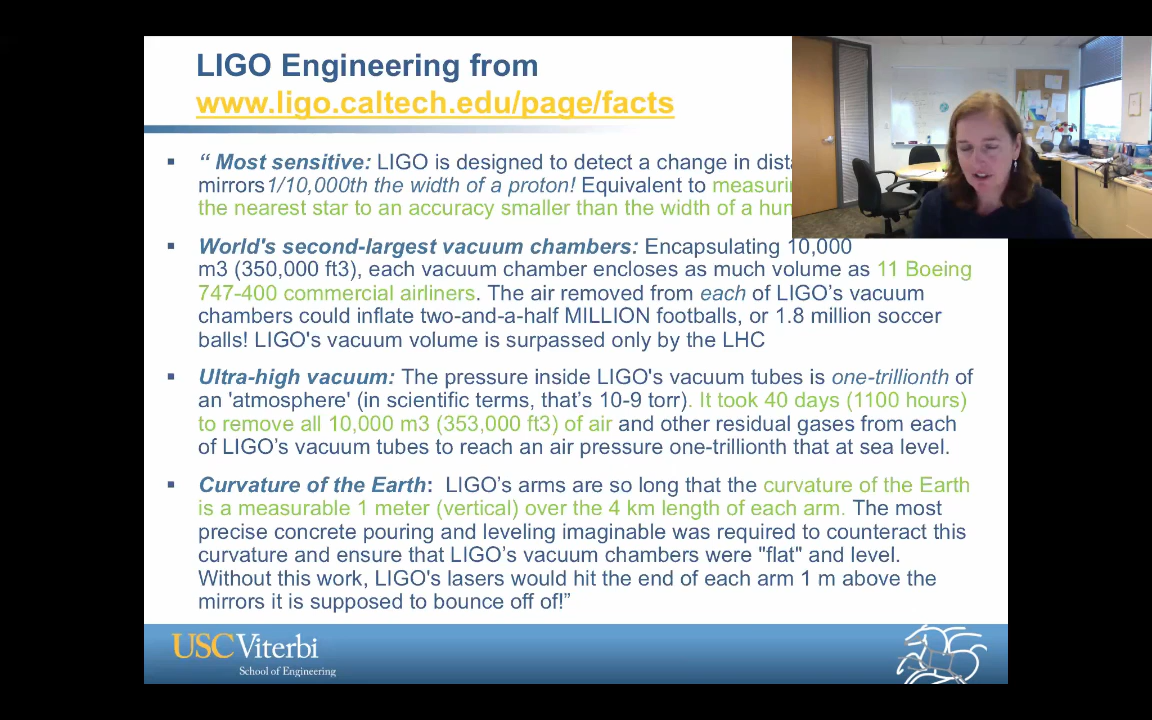 LIGO Engineering from
www.ligo.caltech.edu/page/facts
▪ “ Most sensitive: LIGO is designed to detect a change in
mirrors1/10,000th the width of a proton! Equivalent to
the nearest star to an accuracy smaller than the width of a
▪ World's second-largest vacuum chambers: Encapsulating 10,000
m3 (350,000 ft3), each vacuum chamber encloses as much volume as 11 Boeing
747-400 commercial airliners. The air removed from each of LIGO’s vacuum
chambers could inflate two-and-a-half MILLION footballs, or 1.8 million soccer
balls! LIGO's vacuum volume is surpassed only by the LHC
▪ Ultra-high vacuum: The pressure inside LIGO's vacuum tubes is one-trillionth of
an 'atmosphere' (in scientific terms, that’s 10-9 torr). It took 40 days (1100 hours)
to remove all 10,000 m3 (353,000 ft3) of air and other residual gases from each
of LIGO’s vacuum tubes to reach an air pressure one-trillionth that at sea level.
▪ Curvature of the Earth: LIGO’s arms are so long that the curvature of the Earth
is a measurable 1 meter (vertical) over the 4 km length of each arm. The most
precise concrete pouring and leveling imaginable was required to counteract this
curvature and ensure that LIGO’s vacuum chambers were "flat" and level.
Without this work, LIGO's lasers would hit the end of each arm 1 m above the
mirrors it is supposed to bounce off of!”
USC Viterbi
School of Engineering